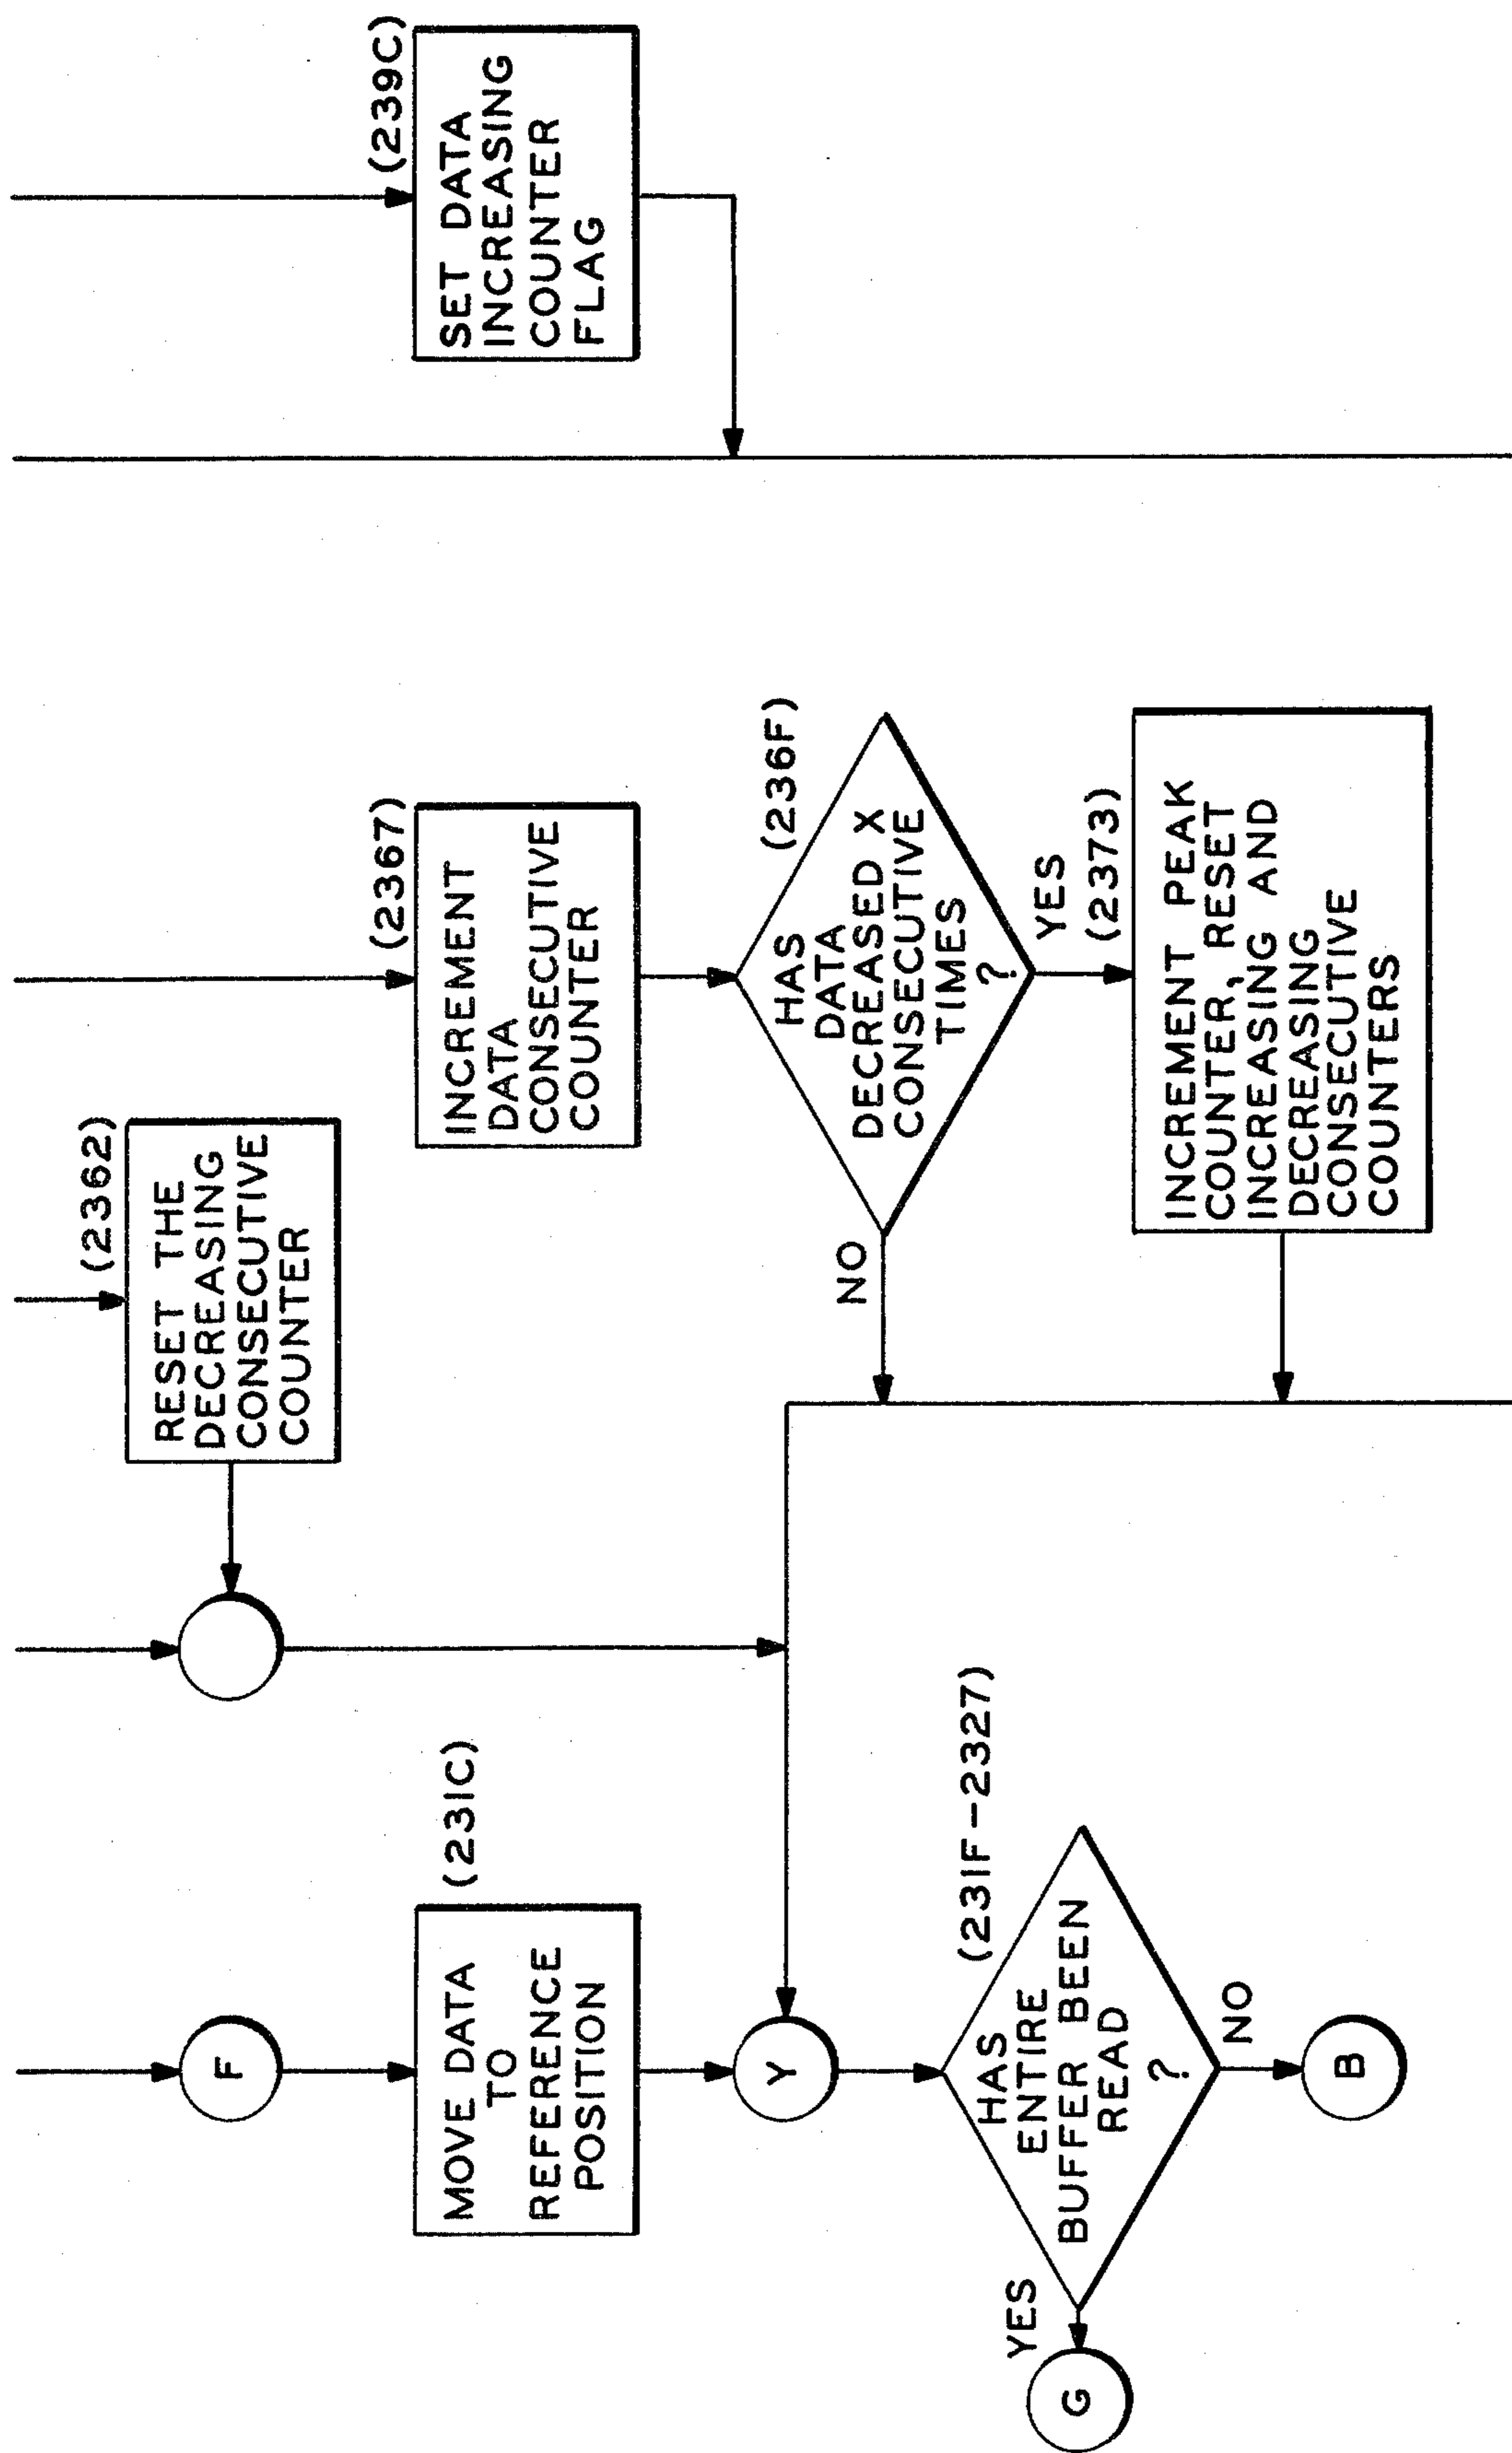 F
MOVE DATA
TO
REFERENCE
POSITION
(231C)
Y
HAS
ENTIRE
BUFFER BEEN
READ
?
(231F-2327)
YES
G
NO
B
(2362)
RESET THE
DECREASING
CONSECUTIVE
COUNTER
(2367)
INCREMENT
DATA
CONSECUTIVE
COUNTER
(236F)
HAS
DATA
DECREASED X
CONSECUTIVE
TIMES
?
NO
YES
(2373)
INCREMENT PEAK
COUNTER, RESET
INCREASING AND
DECREASING
CONSECUTIVE
COUNTERS
(239C)
SET DATA
INCREASING
COUNTER
FLAG